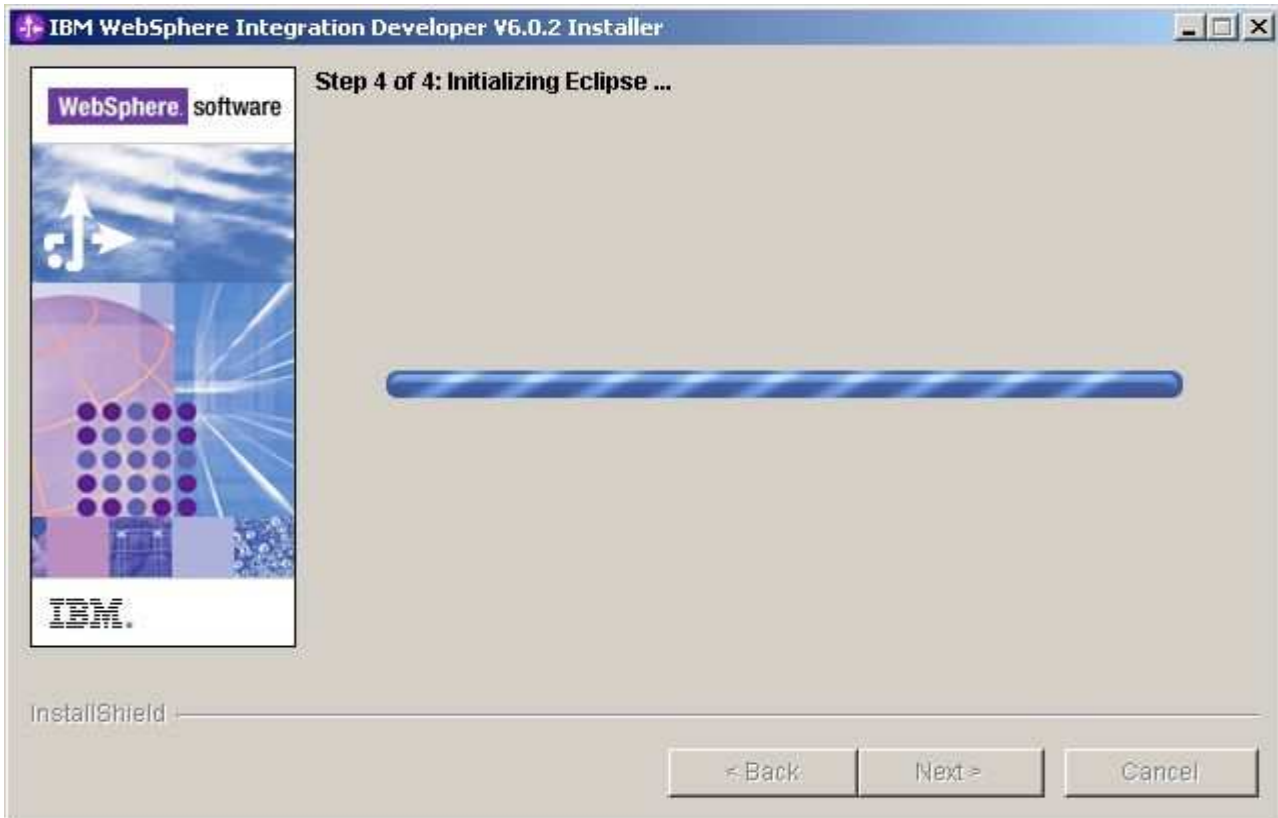 IBM WebSphere Integration Developer V6.0.2 Installer
WebSphere. software
Step 4 of 4: Initializing Eclipse ...
IBM.
InstallShield
< Back
Next >
Cancel